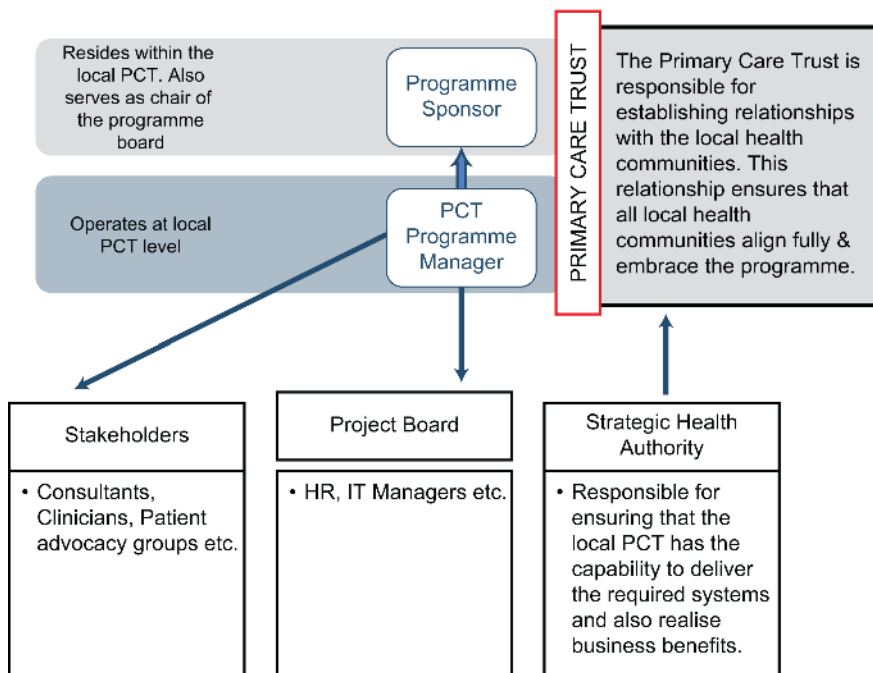 Resides within the
local PCT. Also
serves as chair of
the programme
board
Programme
Sponsor
Operates at local
PCT level
PCT
Programme
Manager
PRIMARY CARE TRUST
The Primary Care Trust is
responsible for
establishing relationships
with the local health
communities. This
relationship ensures that
all local health
communities align fully &
embrace the programme.
Stakeholders
• Consultants,
Clinicians, Patient
advocacy groups etc.
Project Board
• HR, IT Managers etc.
Strategic Health
Authority
• Responsible for
ensuring that the
local PCT has the
capability to deliver
the required systems
and also realise
business benefits.